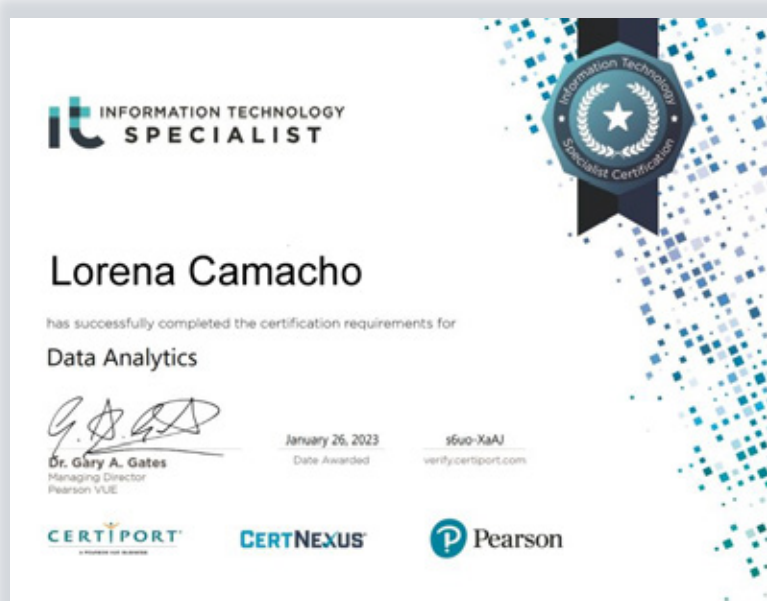 it INFORMATION TECHNOLOGY
SPECIALIST
Information Technology
Specialist Certification
Lorena Camacho
has successfully completed the certification requirements for
Data Analytics
Dr. Gary A. Gates
Managing Director
Pearson VUE
January 26, 2023
Date Awarded
s6uo-XaAJ
verify.certiport.com
CERTIPORT
A PEARSON VUE BUSINESS
CERTNEXUS
P Pearson